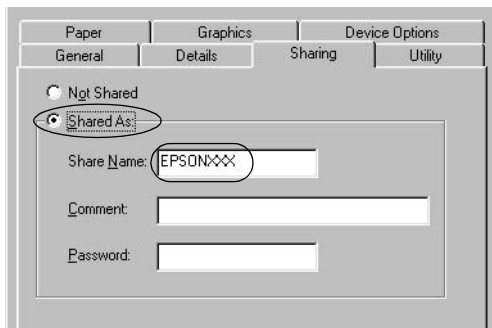 Paper Graphics Device Options
General Details Sharing Utility
Not Shared
Shared As:
Share Name: EPSONXXX
Comment:
Password: